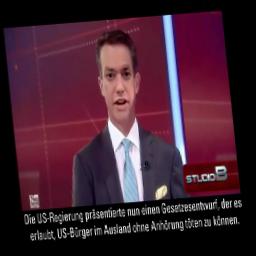 STUDIO B
Die US-Regierung präsentierte nun einen Gesetzesentwurf, der es
erlaubt, US-Bürger im Ausland ohne Anhörung töten zu können.